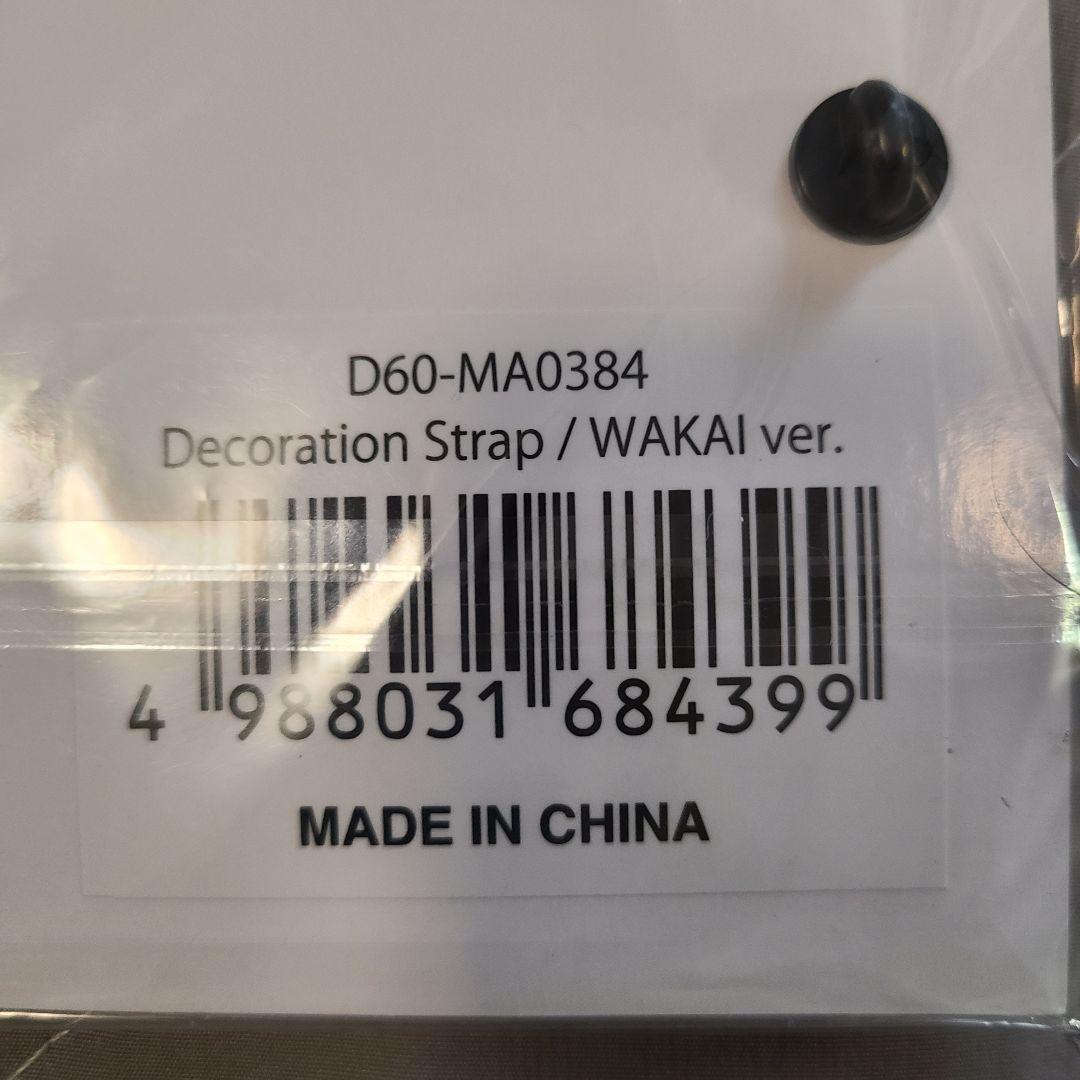 D60-MA0384
Decoration Strap / WAKAI ver.
4 988031 684399
MADE IN CHINA